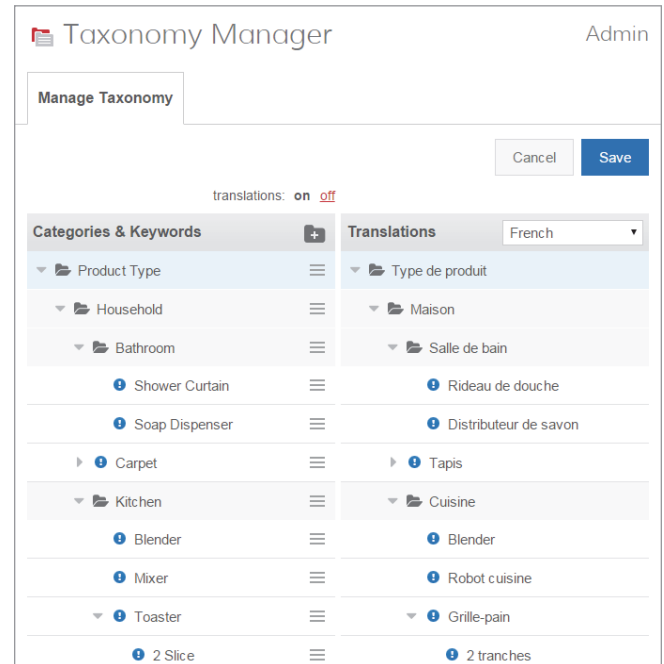 Taxonomy Manager Admin
Manage Taxonomy
Cancel Save
translations: on off
Categories & Keywords Translations French
Product Type Type de produit
Household Maison
Bathroom Salle de bain
Shower Curtain Rideau de douche
Soap Dispenser Distributeur de savon
Carpet Tapis
Kitchen Cuisine
Blender Blender
Mixer Robot cuisine
Toaster Grille-pain
2 Slice 2 tranches